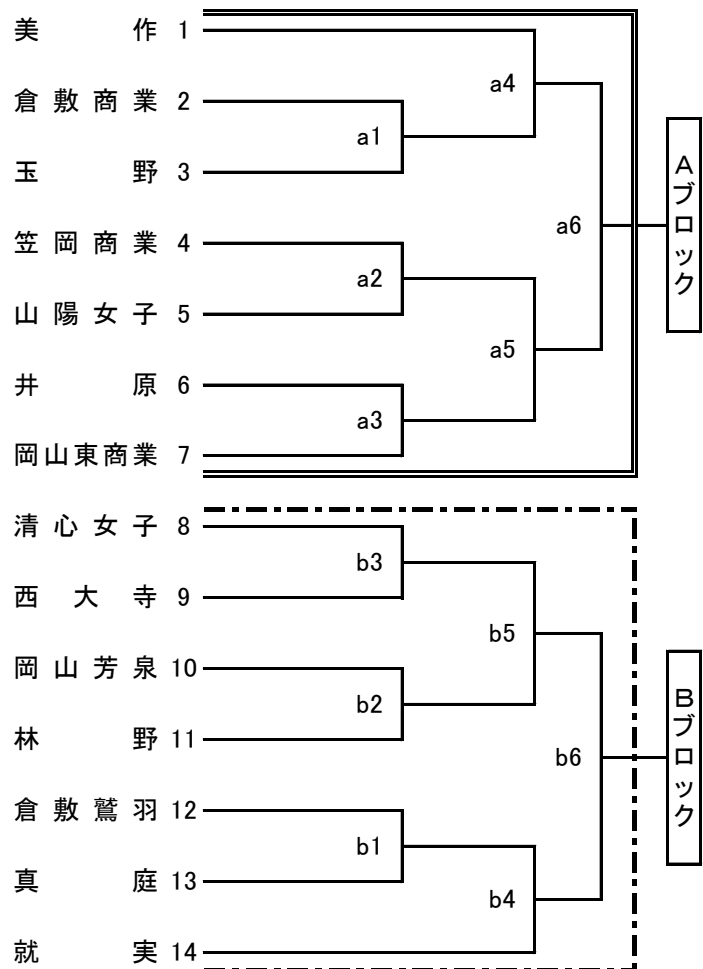 美作 1
a4
倉敷商業 2
a1
玉野 3
Aブロック
a6
笠岡商業 4
a2
山陽女子 5
a5
井原 6
a3
岡山東商業 7
清心女子 8
b3
西大寺 9
b5
岡山芳泉 10
b2
林野 11
Bブロック
b6
倉敷鷲羽 12
b1
真庭 13
b4
就実 14